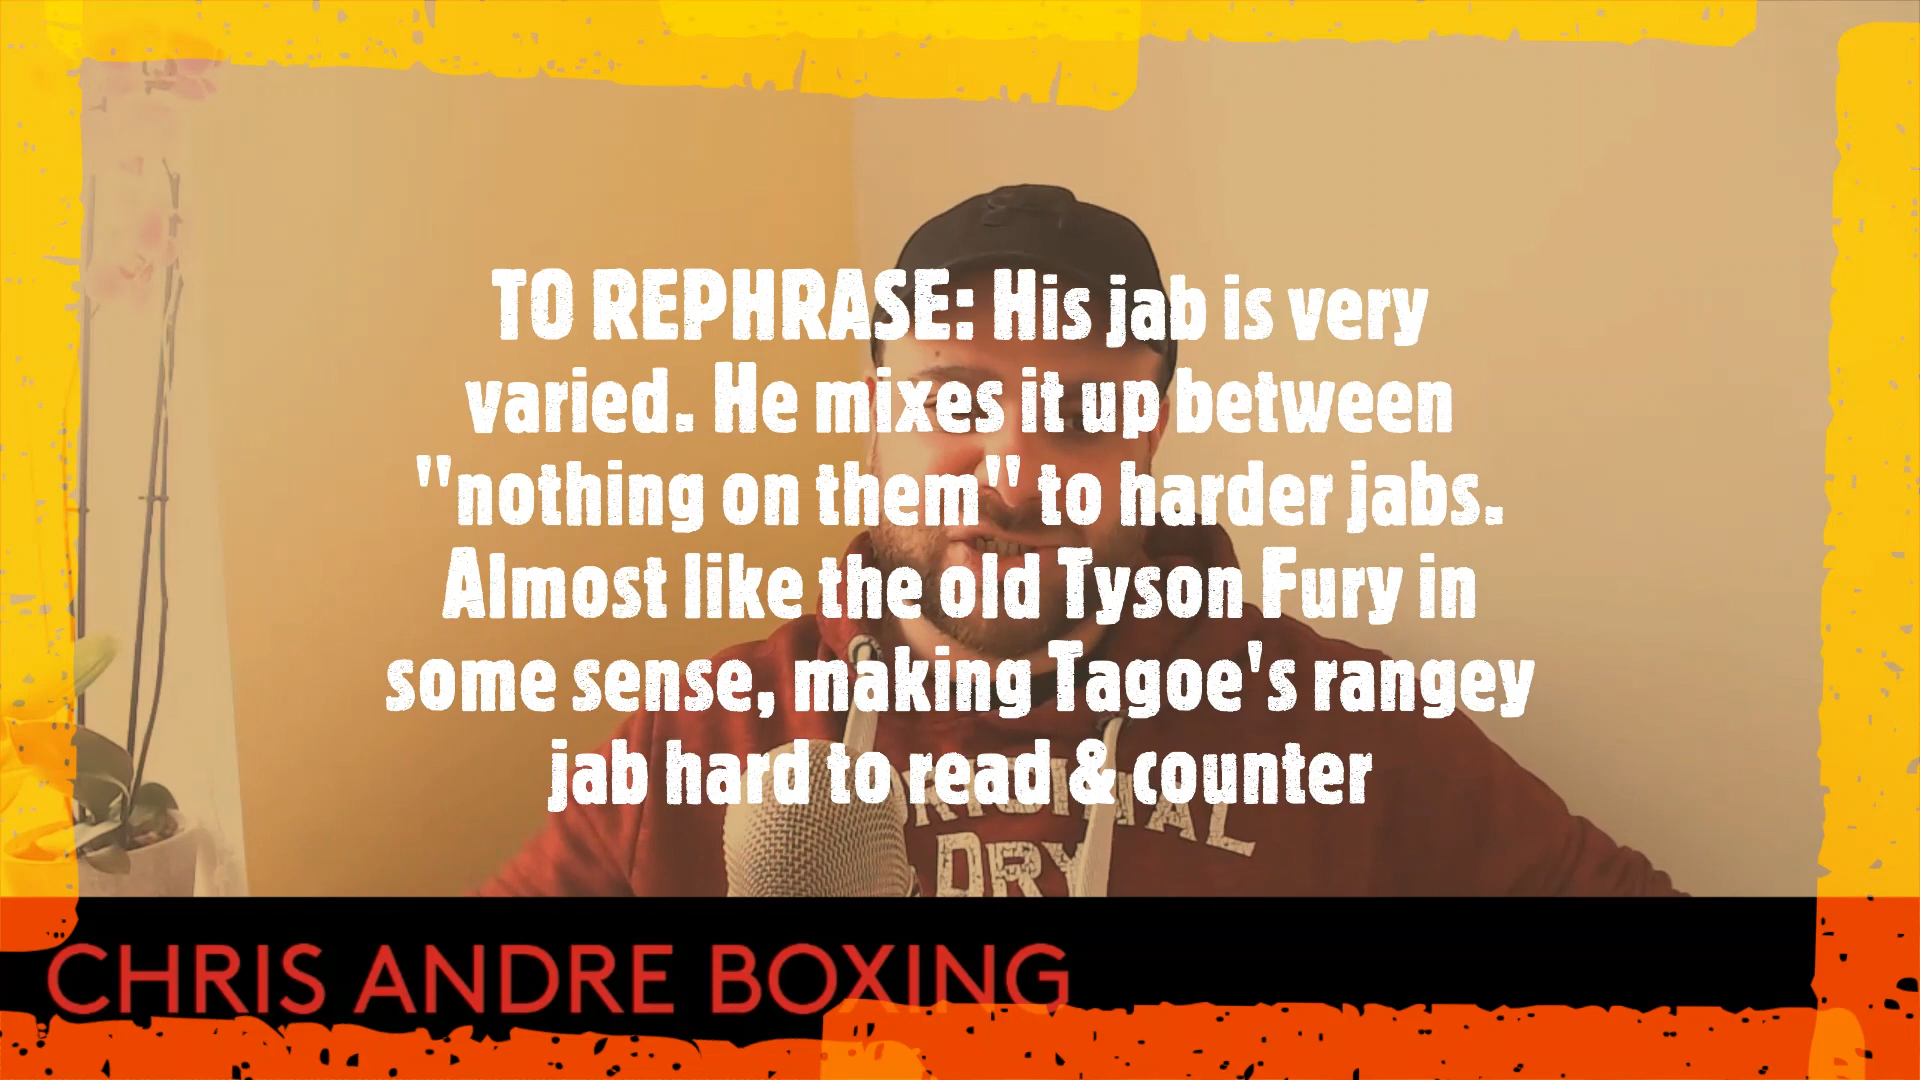 TO REPHRASE: His jab is very
varied. He mixes it up between
"nothing on them" to harder jabs.
Almost like the old Tyson Fury in
some sense, making Tagoe's rangey
jab hard to read & counter
ORIGINAL
DRY
CHRIS ANDRE BOXING